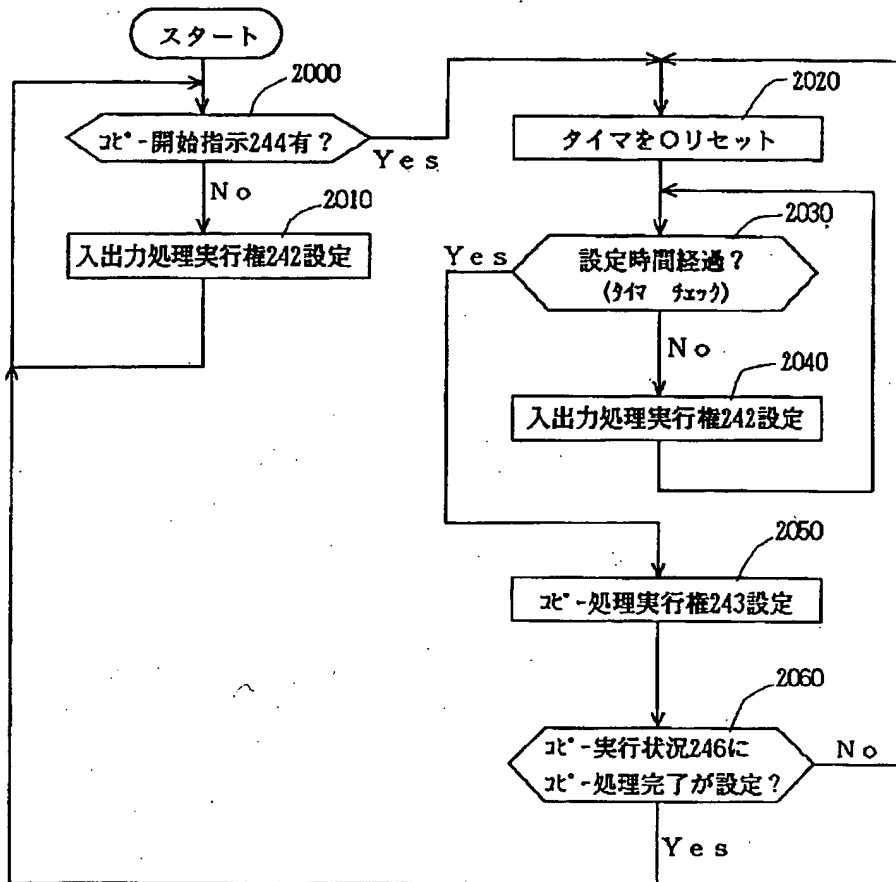 スタート
2000
コピー開始指示244有?
Yes
No
2010
入出力処理実行権242設定
2020
タイマを0リセット
2030
Yes
設定時間経過?
(タイマ チェック)
No
2040
入出力処理実行権242設定
2050
コピー処理実行権243設定
2060
コピー実行状況246に
コピー処理完了が設定?
No
Yes